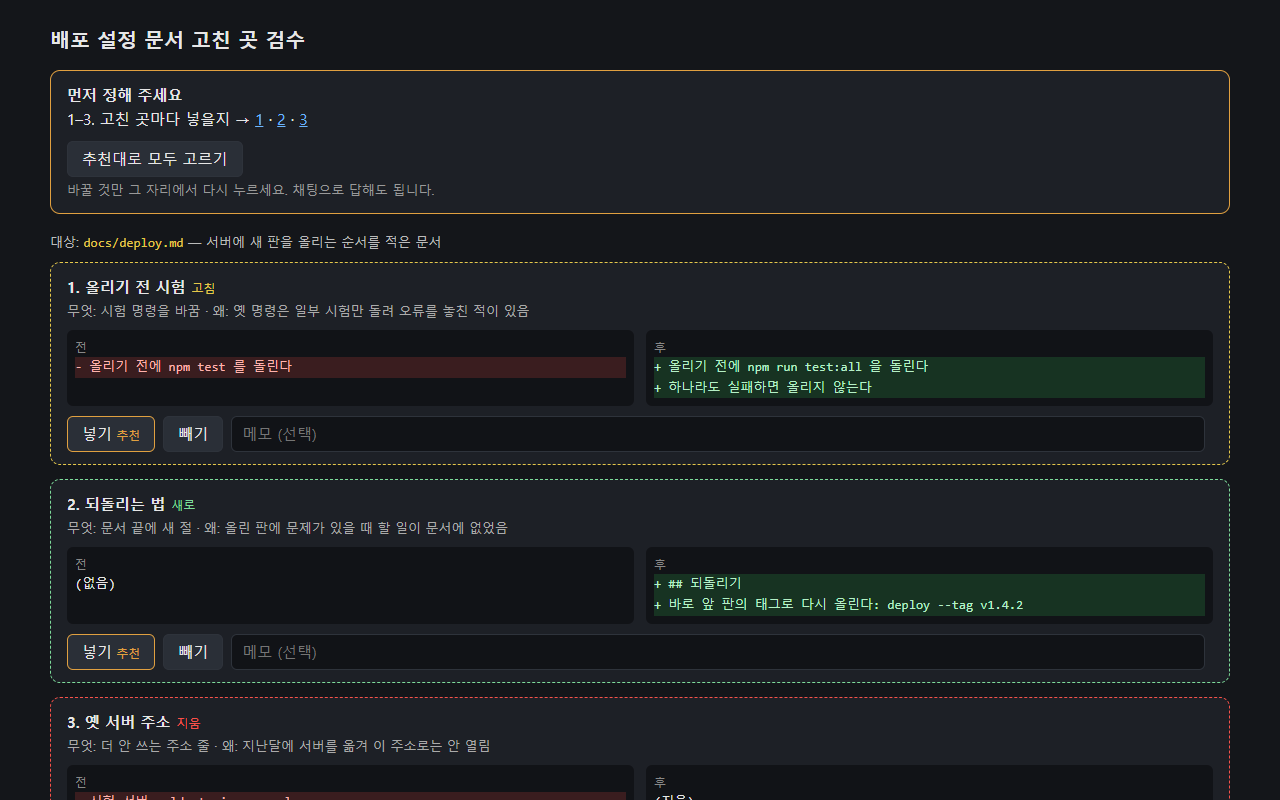 배포 설정 문서 고친 곳 검수
먼저 정해 주세요
1–3. 고친 곳마다 넣을지 → 1 · 2 · 3
추천대로 모두 고르기
바꿀 것만 그 자리에서 다시 누르세요. 채팅으로 답해도 됩니다.
대상: docs/deploy.md — 서버에 새 판을 올리는 순서를 적은 문서
1. 올리기 전 시험 고침
무엇: 시험 명령을 바꿈 · 왜: 옛 명령은 일부 시험만 돌려 오류를 놓친 적이 있음
전
- 올리기 전에 npm test 를 돌린다
후
+ 올리기 전에 npm run test:all 을 돌린다
+ 하나라도 실패하면 올리지 않는다
넣기 추천 빼기 메모 (선택)
2. 되돌리는 법 새로
무엇: 문서 끝에 새 절 · 왜: 올린 판에 문제가 있을 때 할 일이 문서에 없었음
전
(없음)
후
+ ## 되돌리기
+ 바로 앞 판의 태그로 다시 올린다: deploy --tag v1.4.2
넣기 추천 빼기 메모 (선택)
3. 옛 서버 주소 지움
무엇: 더 안 쓰는 주소 줄 · 왜: 지난달에 서버를 옮겨 이 주소로는 안 열림
전
후